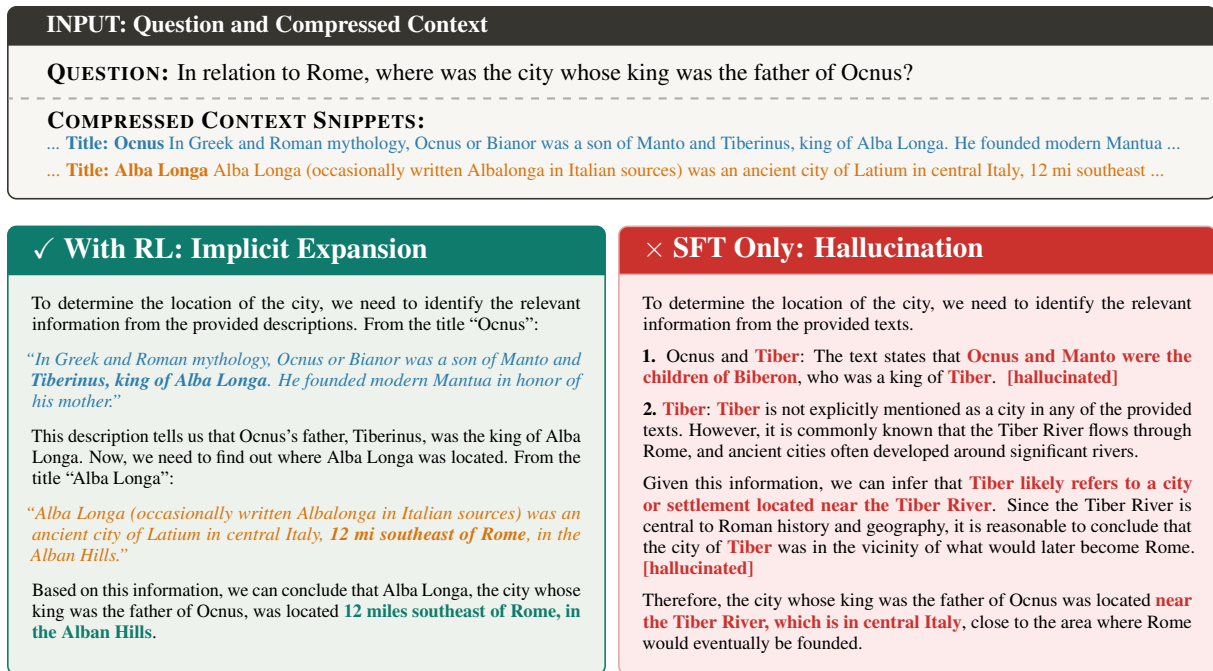 INPUT: Question and Compressed Context
QUESTION: In relation to Rome, where was the city whose king was the father of Ocnus?
COMPRESSED CONTEXT SNIPPETS:
... Title: Ocnus In Greek and Roman mythology, Ocnus or Bianor was a son of Manto and Tiberinus, king of Alba Longa. He founded modern Mantua ...
... Title: Alba Longa Alba Longa (occasionally written Albalonga in Italian sources) was an ancient city of Latium in central Italy, 12 mi southeast ...
✓ With RL: Implicit Expansion
To determine the location of the city, we need to identify the relevant
information from the provided descriptions. From the title “Ocnus”:
“In Greek and Roman mythology, Ocnus or Bianor was a son of Manto and
Tiberinus, king of Alba Longa. He founded modern Mantua in honor of
his mother.”
This description tells us that Ocnus’s father, Tiberinus, was the king of Alba
Longa. Now, we need to find out where Alba Longa was located. From the
title “Alba Longa”:
“Alba Longa (occasionally written Albalonga in Italian sources) was an
ancient city of Latium in central Italy, 12 mi southeast of Rome, in the
Alban Hills.”
Based on this information, we can conclude that Alba Longa, the city whose
king was the father of Ocnus, was located 12 miles southeast of Rome, in
the Alban Hills.
× SFT Only: Hallucination
To determine the location of the city, we need to identify the relevant
information from the provided texts.
1. Ocnus and Tiber: The text states that Ocnus and Manto were the
children of Biberon, who was a king of Tiber. [hallucinated]
2. Tiber: Tiber is not explicitly mentioned as a city in any of the provided
texts. However, it is commonly known that the Tiber River flows through
Rome, and ancient cities often developed around significant rivers.
Given this information, we can infer that Tiber likely refers to a city
or settlement located near the Tiber River. Since the Tiber River is
central to Roman history and geography, it is reasonable to conclude that
the city of Tiber was in the vicinity of what would later become Rome.
[hallucinated]
Therefore, the city whose king was the father of Ocnus was located near
the Tiber River, which is in central Italy, close to the area where Rome
would eventually be founded.